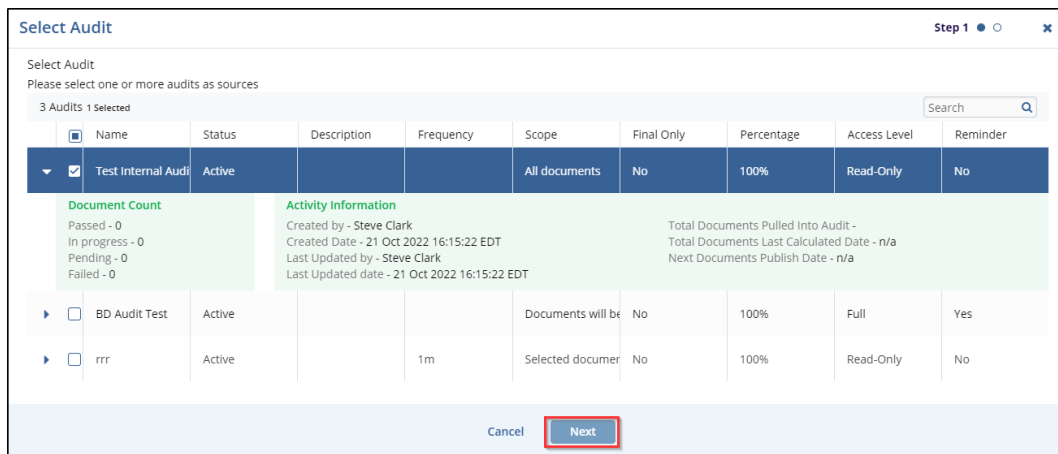 Select Audit
Step 1
Select Audit
Please select one or more audits as sources
3 Audits 1 Selected
Search
Name Status Description Frequency Scope Final Only Percentage Access Level Reminder
Test Internal Audi Active All documents No 100% Read-Only No
Document Count
Passed - 0
In progress - 0
Pending - 0
Failed - 0
Activity Information
Created by - Steve Clark
Created Date - 21 Oct 2022 16:15:22 EDT
Last Updated by - Steve Clark
Last Updated date - 21 Oct 2022 16:15:22 EDT
Total Documents Pulled Into Audit -
Total Documents Last Calculated Date - n/a
Next Documents Publish Date - n/a
BD Audit Test Active Documents will be No 100% Full Yes
rrr Active 1m Selected documen No 100% Read-Only No
Cancel Next